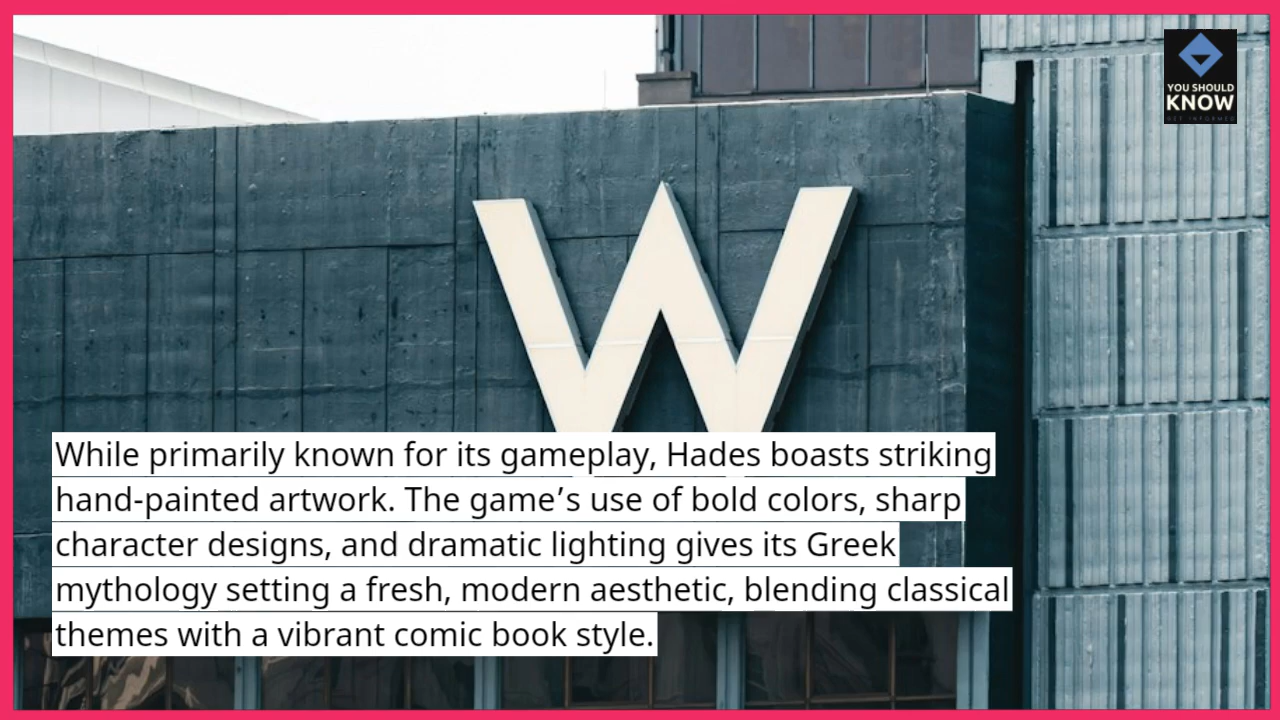 YOU SHOULD
KNOW
GET INFORMED
W
While primarily known for its gameplay, Hades boasts striking
hand-painted artwork. The game’s use of bold colors, sharp
character designs, and dramatic lighting gives its Greek
mythology setting a fresh, modern aesthetic, blending classical
themes with a vibrant comic book style.